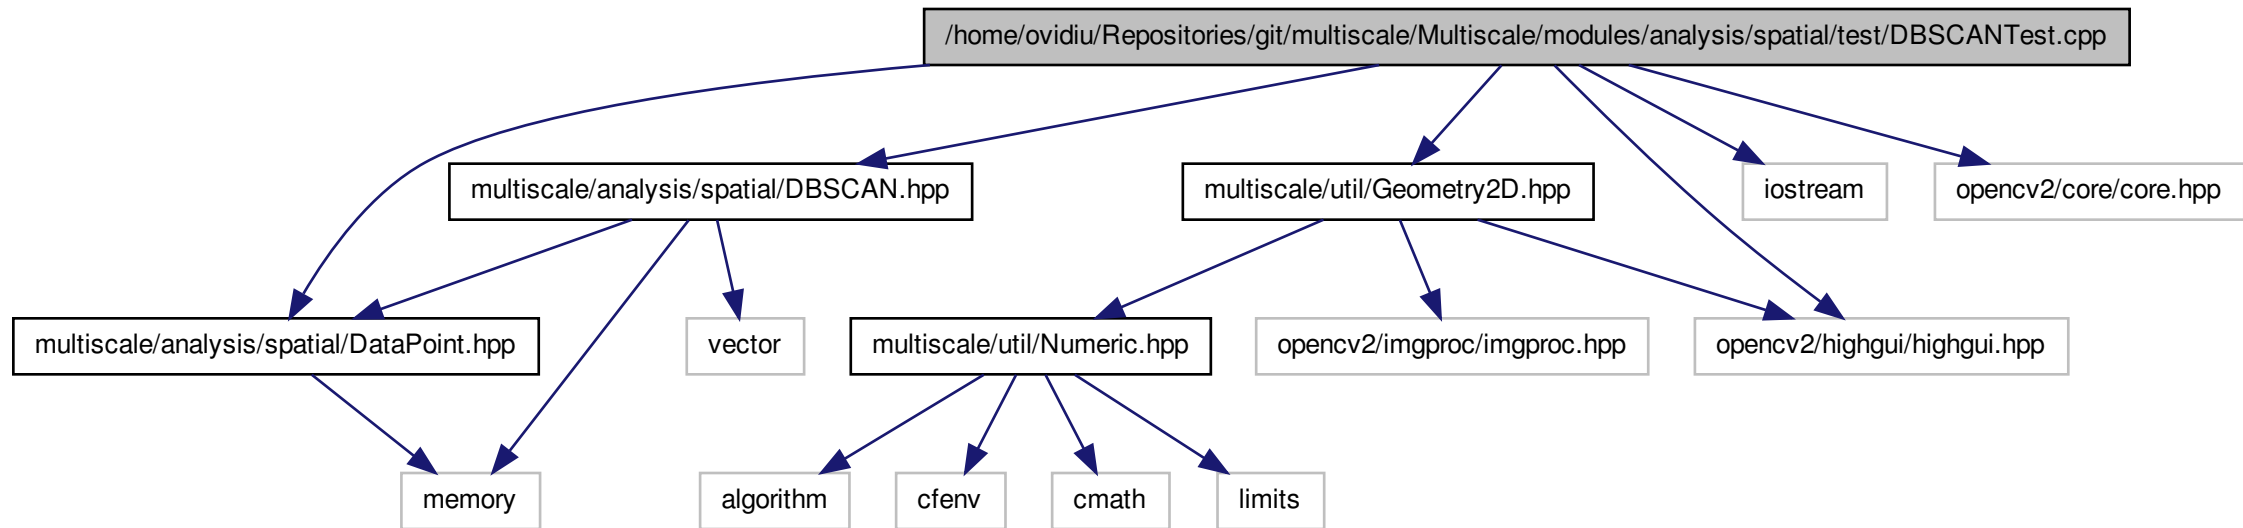 /home/ovidiu/Repositories/git/multiscale/Multiscale/modules/analysis/spatial/test/DBSCANTest.cpp
multiscale/analysis/spatial/DBSCAN.hpp
multiscale/util/Geometry2D.hpp
iostream
opencv2/core/core.hpp
multiscale/analysis/spatial/DataPoint.hpp
vector
multiscale/util/Numeric.hpp
opencv2/imgproc/imgproc.hpp
opencv2/highgui/highgui.hpp
memory
algorithm
cfenv
cmath
limits